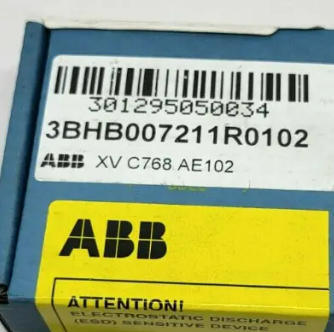 301295050034
3BHB007211R0102
ABB XV C768 AE102
ABB
ATTENTION!
ELECTROSTATIC DISCHARGE
(ESD) SENSITIVE DEVICE